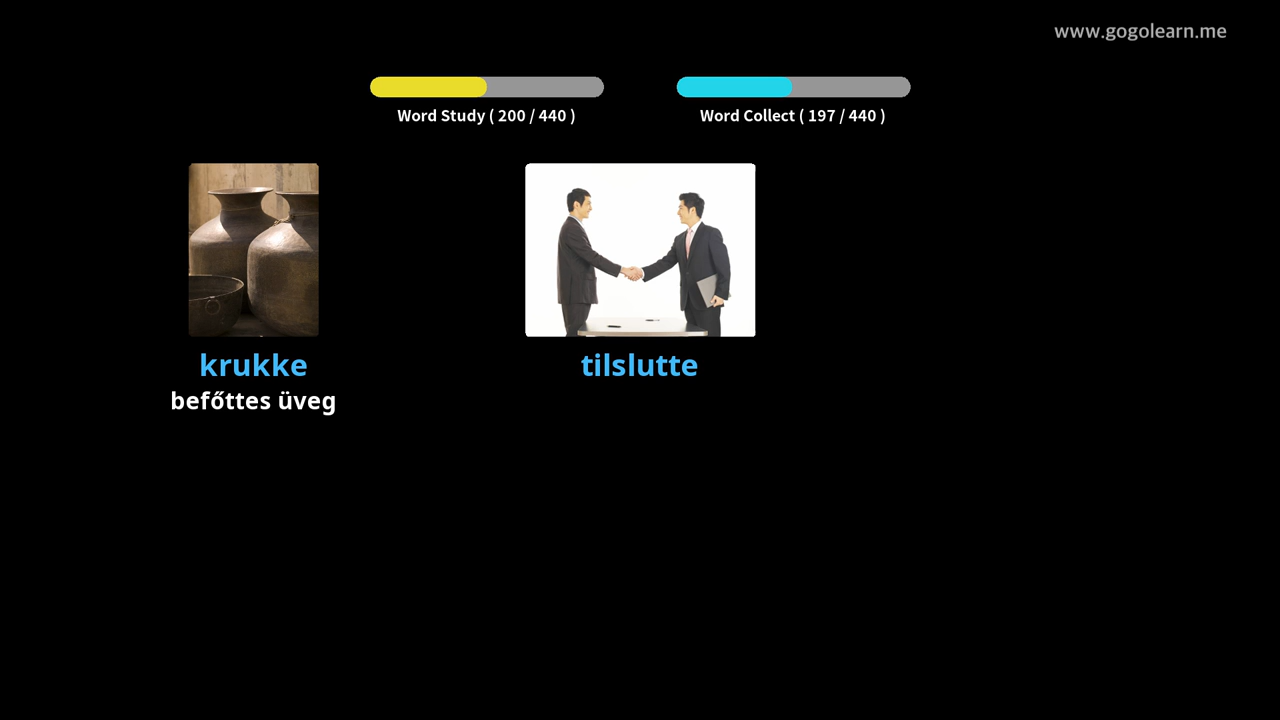 www.gogolearn.me
Word Study ( 200 / 440 )
Word Collect ( 197 / 440 )
krukke
befőttes üveg
tilslutte